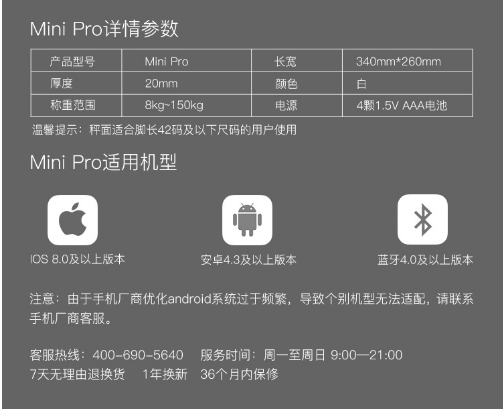 Mini Pro详情参数
产品型号 Mini Pro 长宽 340mm*260mm
厚度 20mm 颜色 白
称重范围 8kg~150kg 电源 4颗1.5V AAA电池
温馨提示：秤面适合脚长42码及以下尺码的用户使用
Mini Pro适用机型
IOS 8.0及以上版本 安卓4.3及以上版本 蓝牙4.0及以上版本
注意：由于手机厂商优化android系统过于频繁，导致个别机型无法适配，请联系
手机厂商客服。
客服热线：400-690-5640 服务时间：周一至周日 9:00—21:00
7天无理由退换货 1年换新 36个月内保修